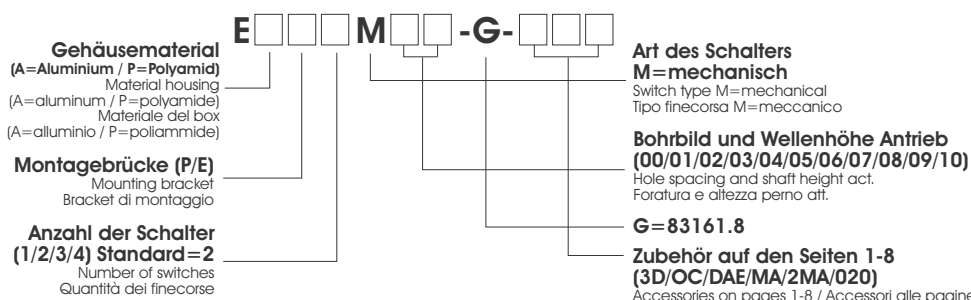 E□□□M□□-G-□□□
Gehäusematerial
(A=Aluminium / P=Polyamid)
Material housing
(A=aluminum / P=polyamide)
Materiale del box
(A=alluminio / P=poliammide)
Montagebrücke (P/E)
Mounting bracket
Bracket di montaggio
Anzahl der Schalter
(1/2/3/4) Standard=2
Number of switches
Quantità dei finecorse
Art des Schalters
M=mechanisch
Switch type M=mechanical
Tipo finecorsa M=meccanico
Bohrbild und Wellenhöhe Antrieb
(00/01/02/03/04/05/06/07/08/09/10)
Hole spacing and shaft height act.
Foratura e altezza perno att.
G=83161.8
Zubehör auf den Seiten 1-8
(3D/OC/DAE/MA/2MA/020)
Accessories on pages 1-8 / Accessori alle pagine